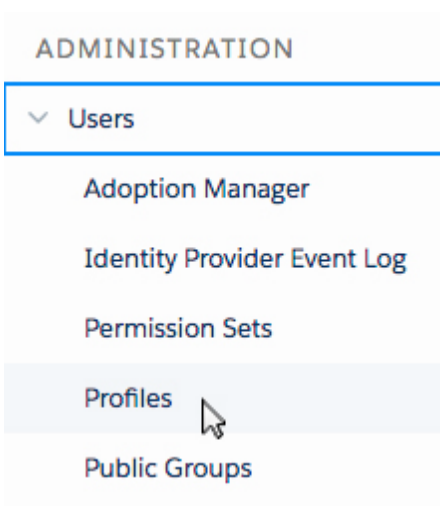 ADMINISTRATION
Users
Adoption Manager
Identity Provider Event Log
Permission Sets
Profiles
Public Groups